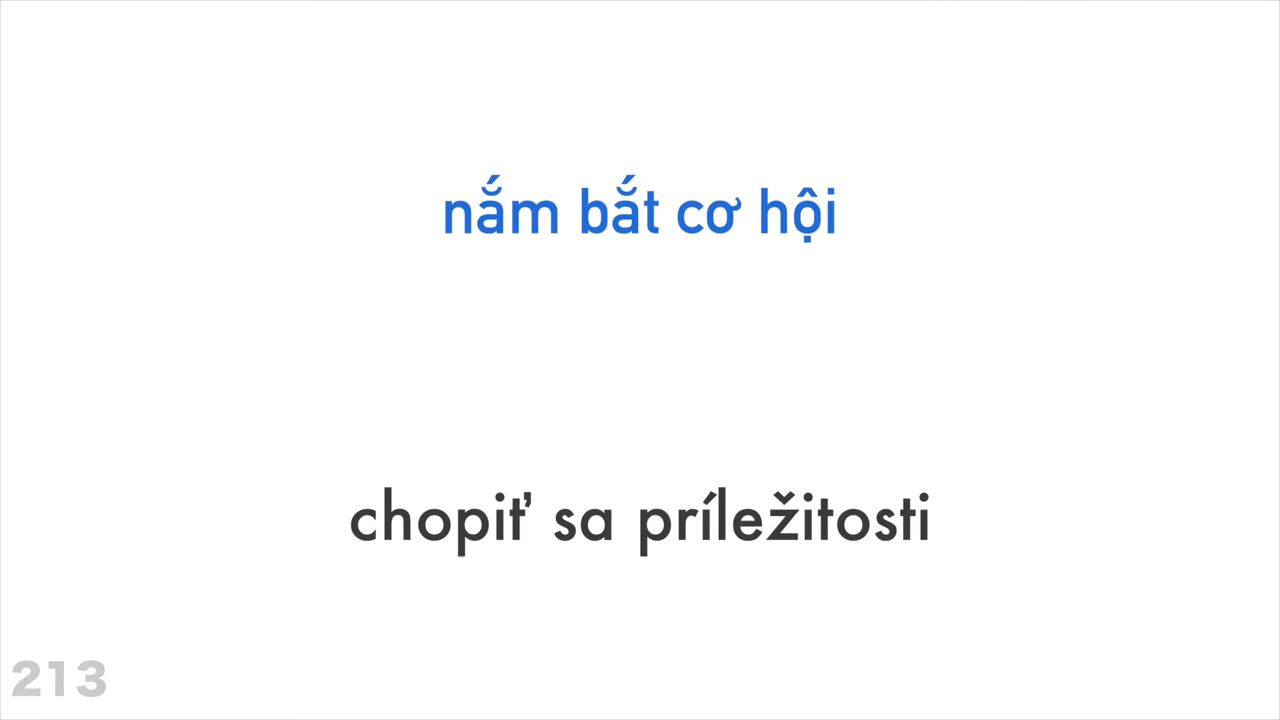 nắm bắt cơ hội
chopiť sa príležitosti
213